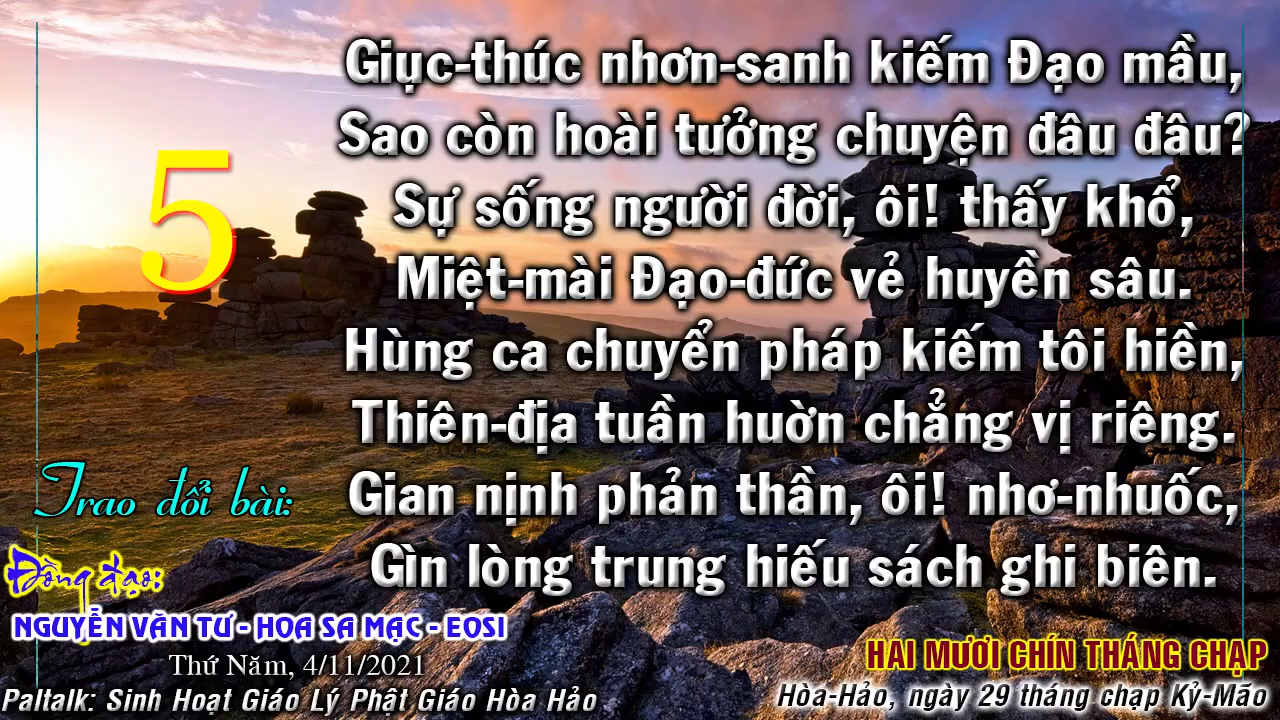 5
Giục-thúc nhơn-sanh kiếm Đạo mầu,
Sao còn hoài tưởng chuyện đâu đâu?
Sự sống người đời, ôi! thấy khổ,
Miệt-mài Đạo-đức vẻ huyền sâu.
Hùng ca chuyển pháp kiếm tôi hiền,
Thiên-địa tuần huờn chẳng vị riêng.
Gian nịnh phản thần, ôi! nhơ-nhuốc,
Gìn lòng trung hiếu sách ghi biên.
Trao đổi bài:
Đồng đạo:
NGUYỄN VĂN TƯ - HOA SA MẠC - EOSI
Thứ Năm, 4/11/2021
Paltalk: Sinh Hoạt Giáo Lý Phật Giáo Hòa Hảo
HAI MƯƠI CHÍN THÁNG CHẠP
Hòa-Hảo, ngày 29 tháng chạp Kỷ-Mão